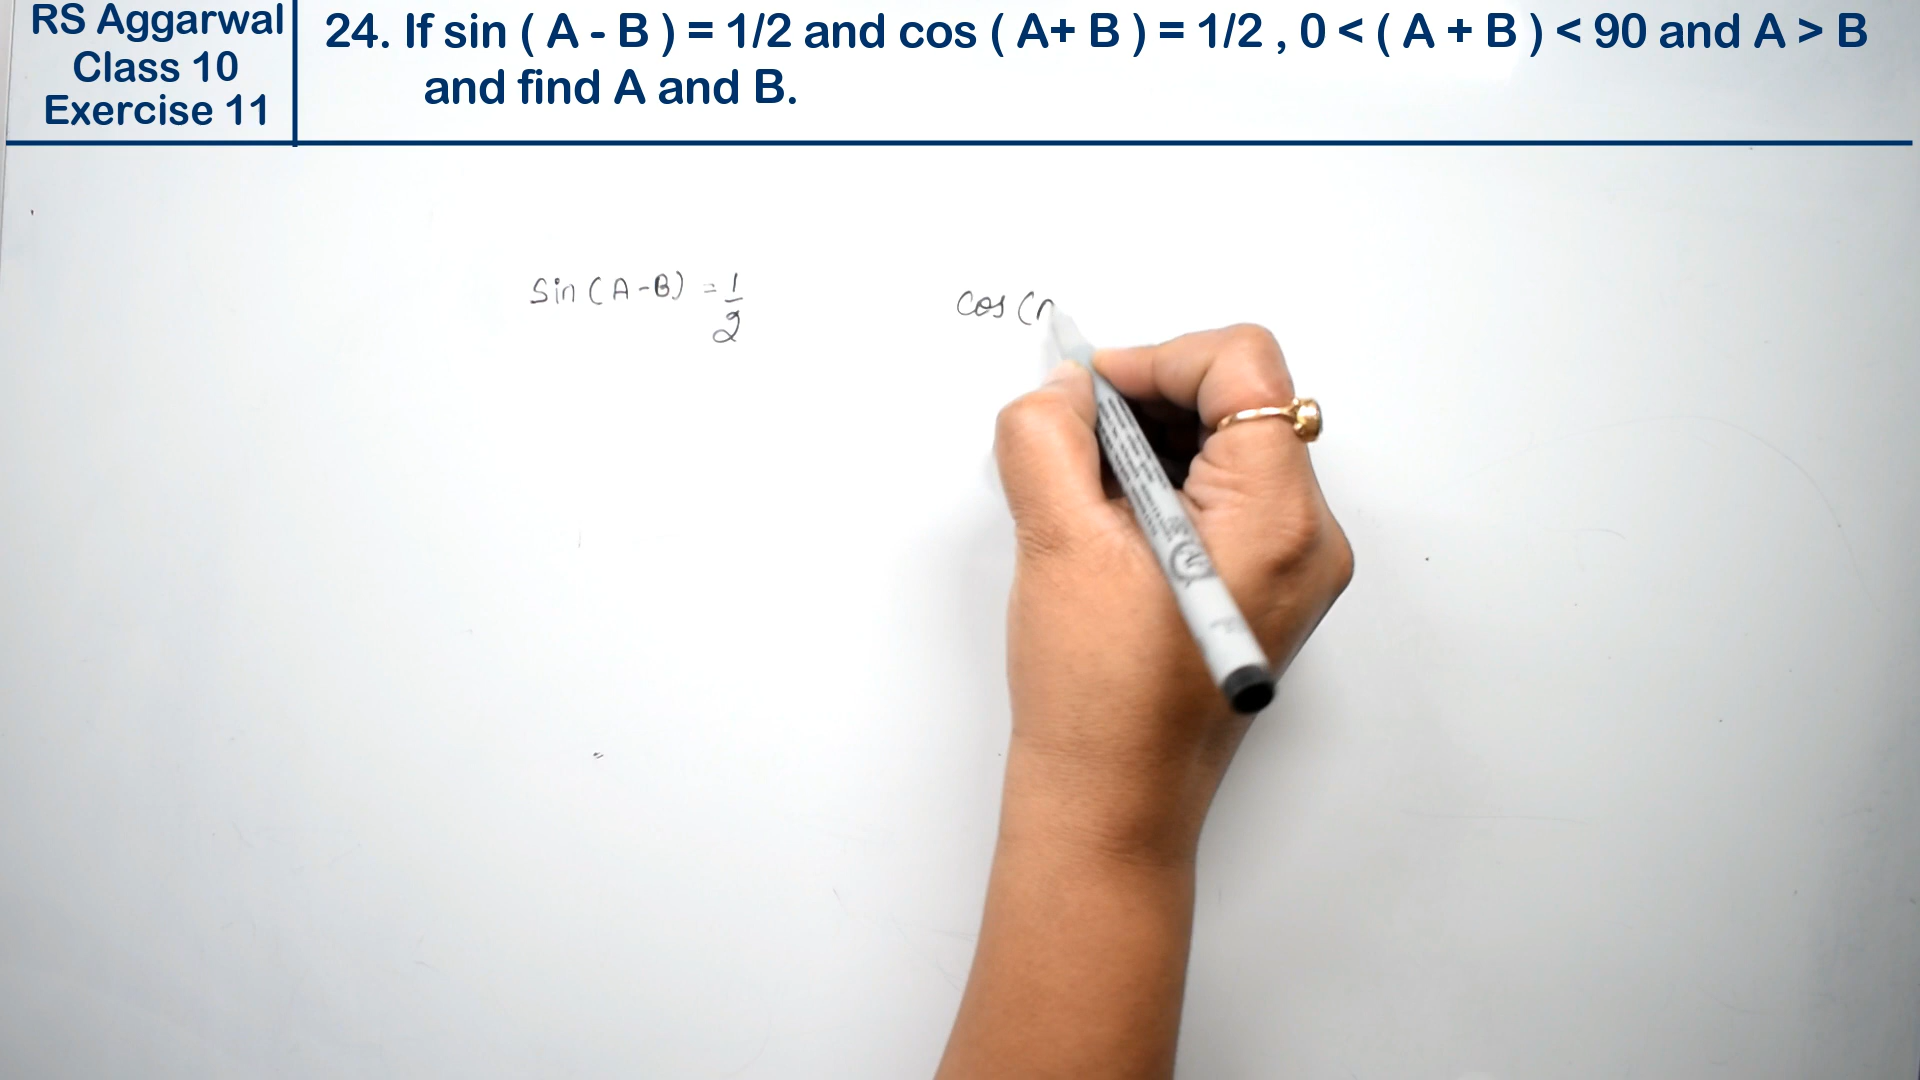 RS Aggarwal
Class 10
Exercise 11
24. If sin ( A - B ) = 1/2 and cos ( A+ B ) = 1/2 , 0 < ( A + B ) < 90 and A > B
and find A and B.
Sin (A-B) = 1/2
cos (